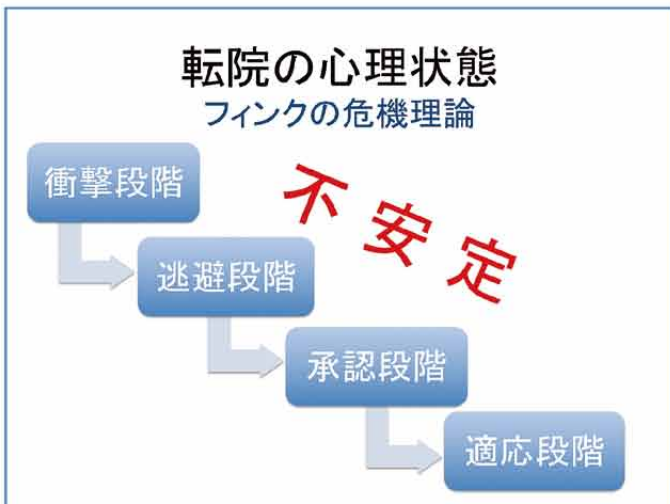 転院の心理状態
フィンクの危機理論
衝撃段階
不安定
逃避段階
承認段階
適応段階